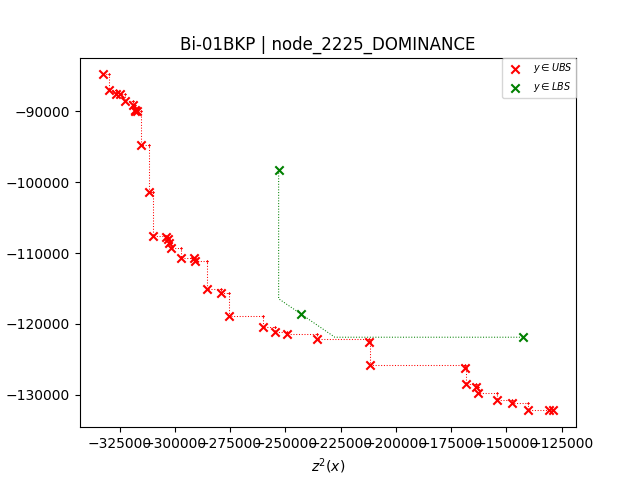 Bi-01BKP | node_2225_DOMINANCE
y ∈ UBS
y ∈ LBS
−90000
−100000
−110000
−120000
−130000
−325000 −300000 −275000 −250000 −225000 −200000 −175000 −150000 −125000
z²(x)